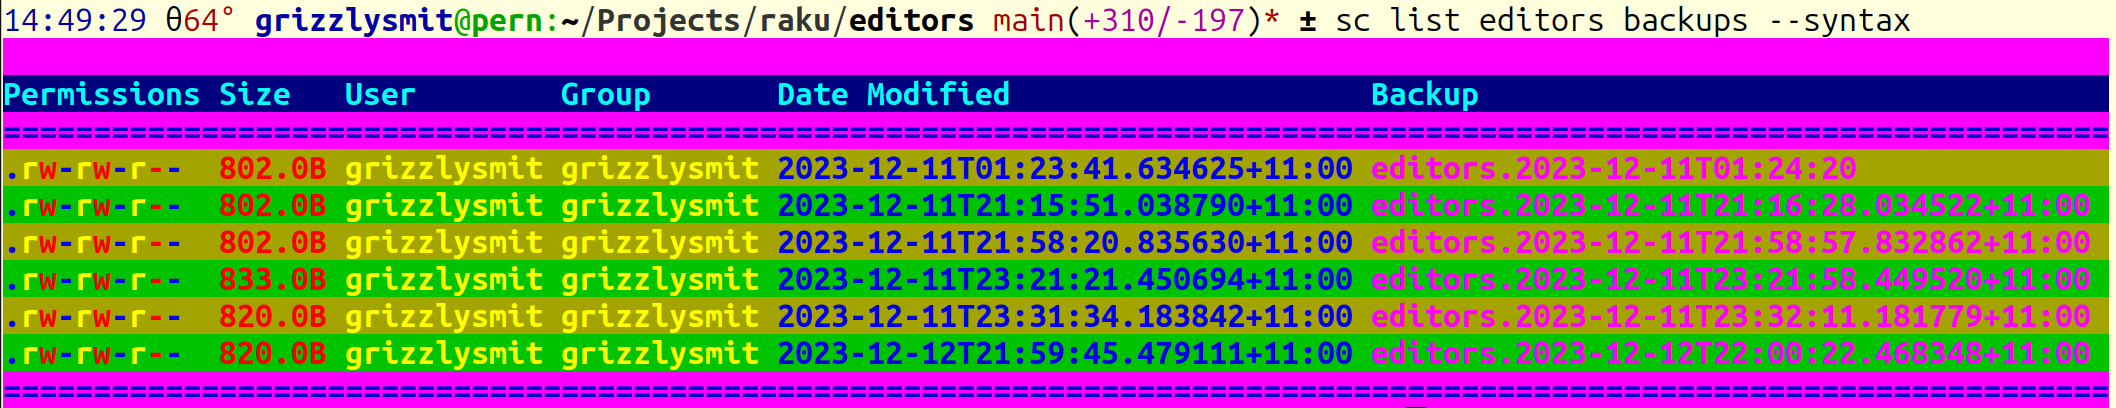 14:49:29 θ64° grizzlysmit@pern:~/Projects/raku/editors main(+310/-197)* ± sc list editors backups --syntax
Permissions Size   User        Group       Date Modified                    Backup
=====================================================================================================================
.rw-rw-r--  802.0B grizzlysmit grizzlysmit 2023-12-11T01:23:41.634625+11:00 editors.2023-12-11T01:24:20
.rw-rw-r--  802.0B grizzlysmit grizzlysmit 2023-12-11T21:15:51.038790+11:00 editors.2023-12-11T21:16:28.034522+11:00
.rw-rw-r--  802.0B grizzlysmit grizzlysmit 2023-12-11T21:58:20.835630+11:00 editors.2023-12-11T21:58:57.832862+11:00
.rw-rw-r--  833.0B grizzlysmit grizzlysmit 2023-12-11T23:21:21.450694+11:00 editors.2023-12-11T23:21:58.449520+11:00
.rw-rw-r--  820.0B grizzlysmit grizzlysmit 2023-12-11T23:31:34.183842+11:00 editors.2023-12-11T23:32:11.181779+11:00
.rw-rw-r--  820.0B grizzlysmit grizzlysmit 2023-12-12T21:59:45.479111+11:00 editors.2023-12-12T22:00:22.468348+11:00
=====================================================================================================================